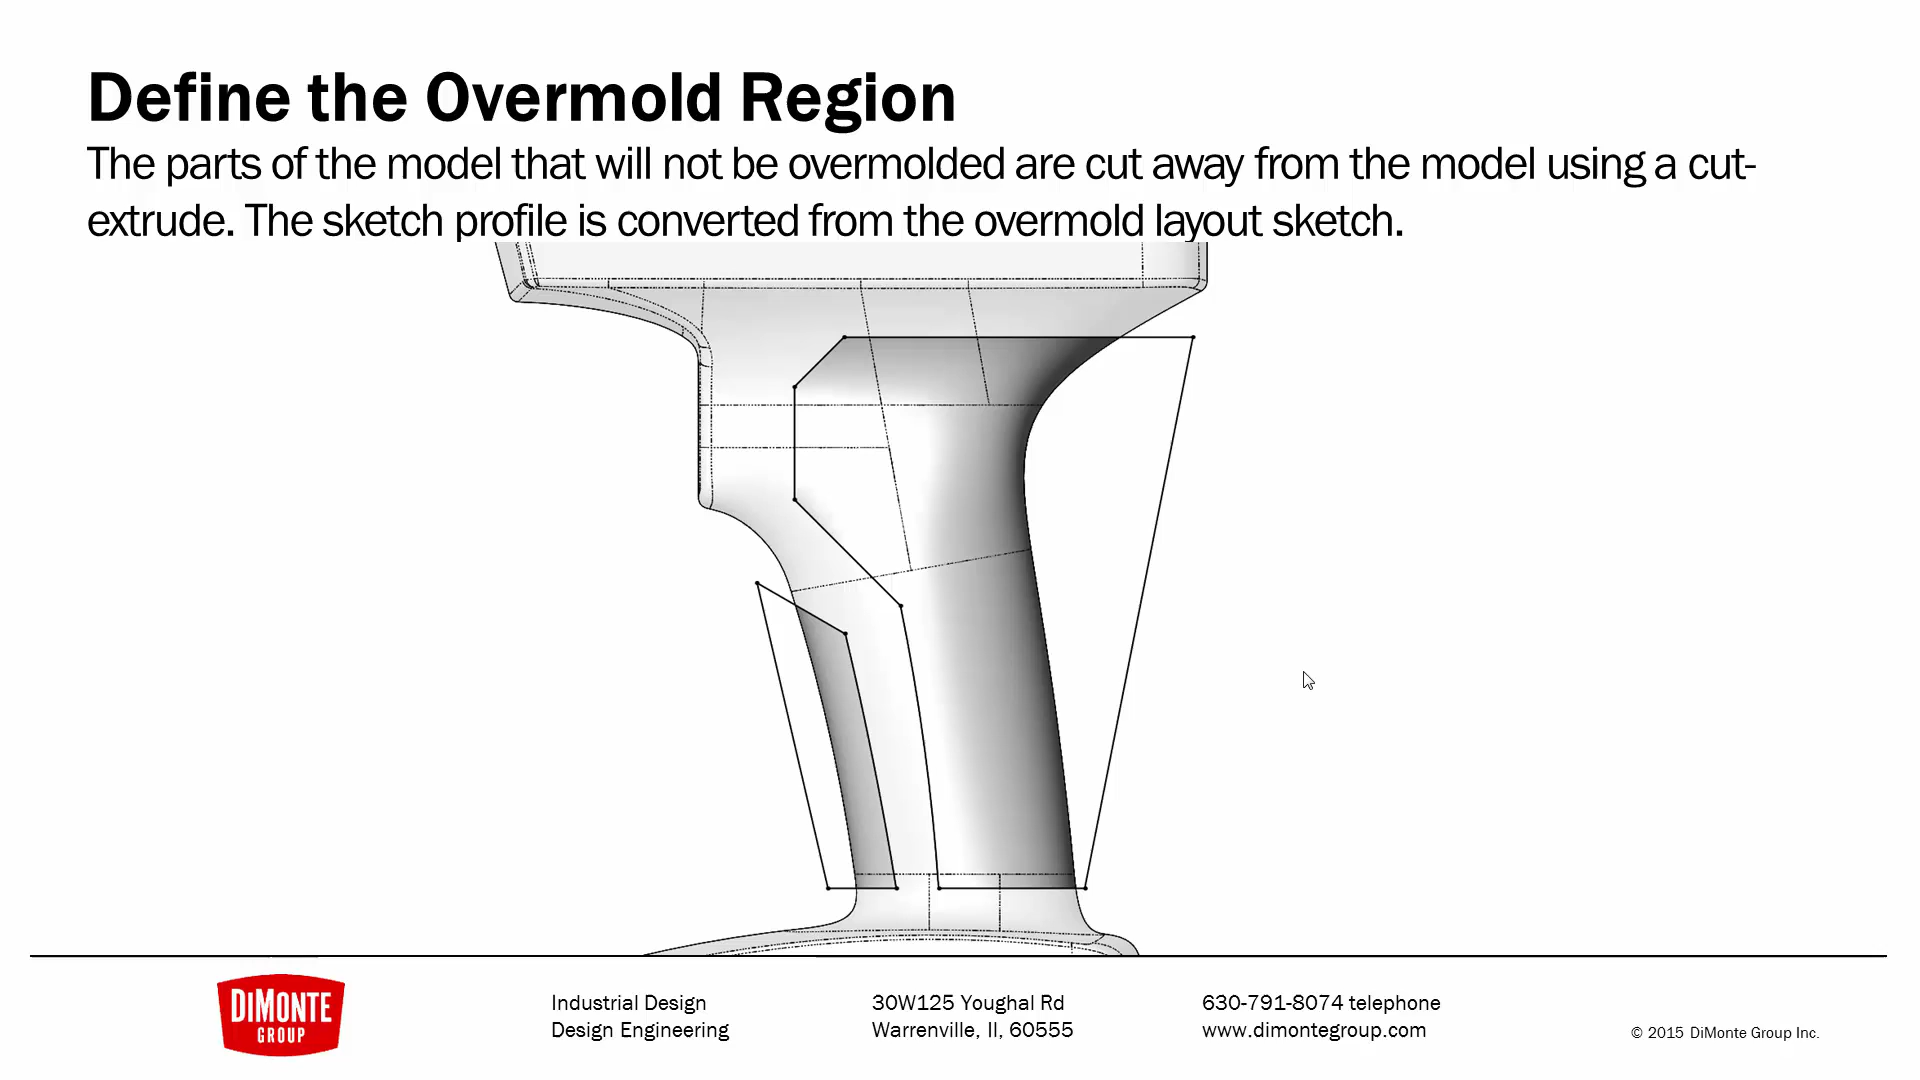 Define the Overmold Region
The parts of the model that will not be overmolded are cut away from the model using a cut-
extrude. The sketch profile is converted from the overmold layout sketch.
DIMONTE
GROUP
Industrial Design
Design Engineering
30W125 Youghal Rd
Warrenville, Il, 60555
630-791-8074 telephone
www.dimontegroup.com
© 2015 DiMonte Group Inc.